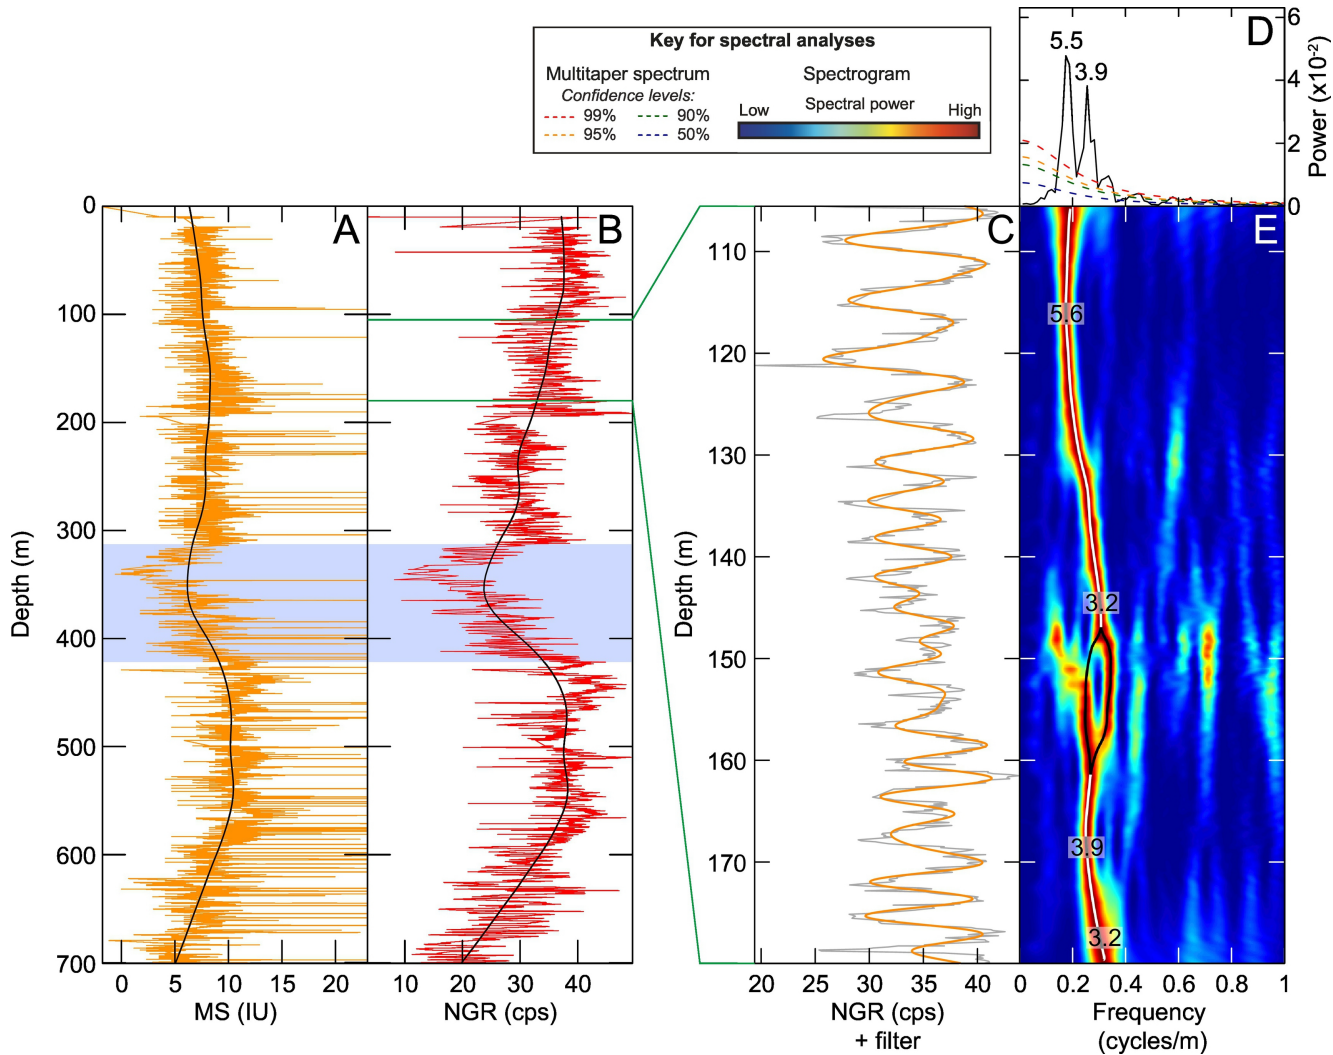 Key for spectral analyses
Multitaper spectrum
Confidence levels:
99%
90%
95%
50%
Spectrogram
Low
Spectral power
High
D
5.5
3.9
6
4
2
0
Power (x10⁻²)
A
B
C
E
0
100
200
300
400
500
600
700
Depth (m)
0
5
10
15
20
MS (IU)
10
20
30
40
NGR (cps)
110
120
130
140
150
160
170
Depth (m)
20
25
30
35
40
NGR (cps)
+ filter
5.6
3.2
3.9
3.2
0
0.2
0.4
0.6
0.8
1
Frequency
(cycles/m)